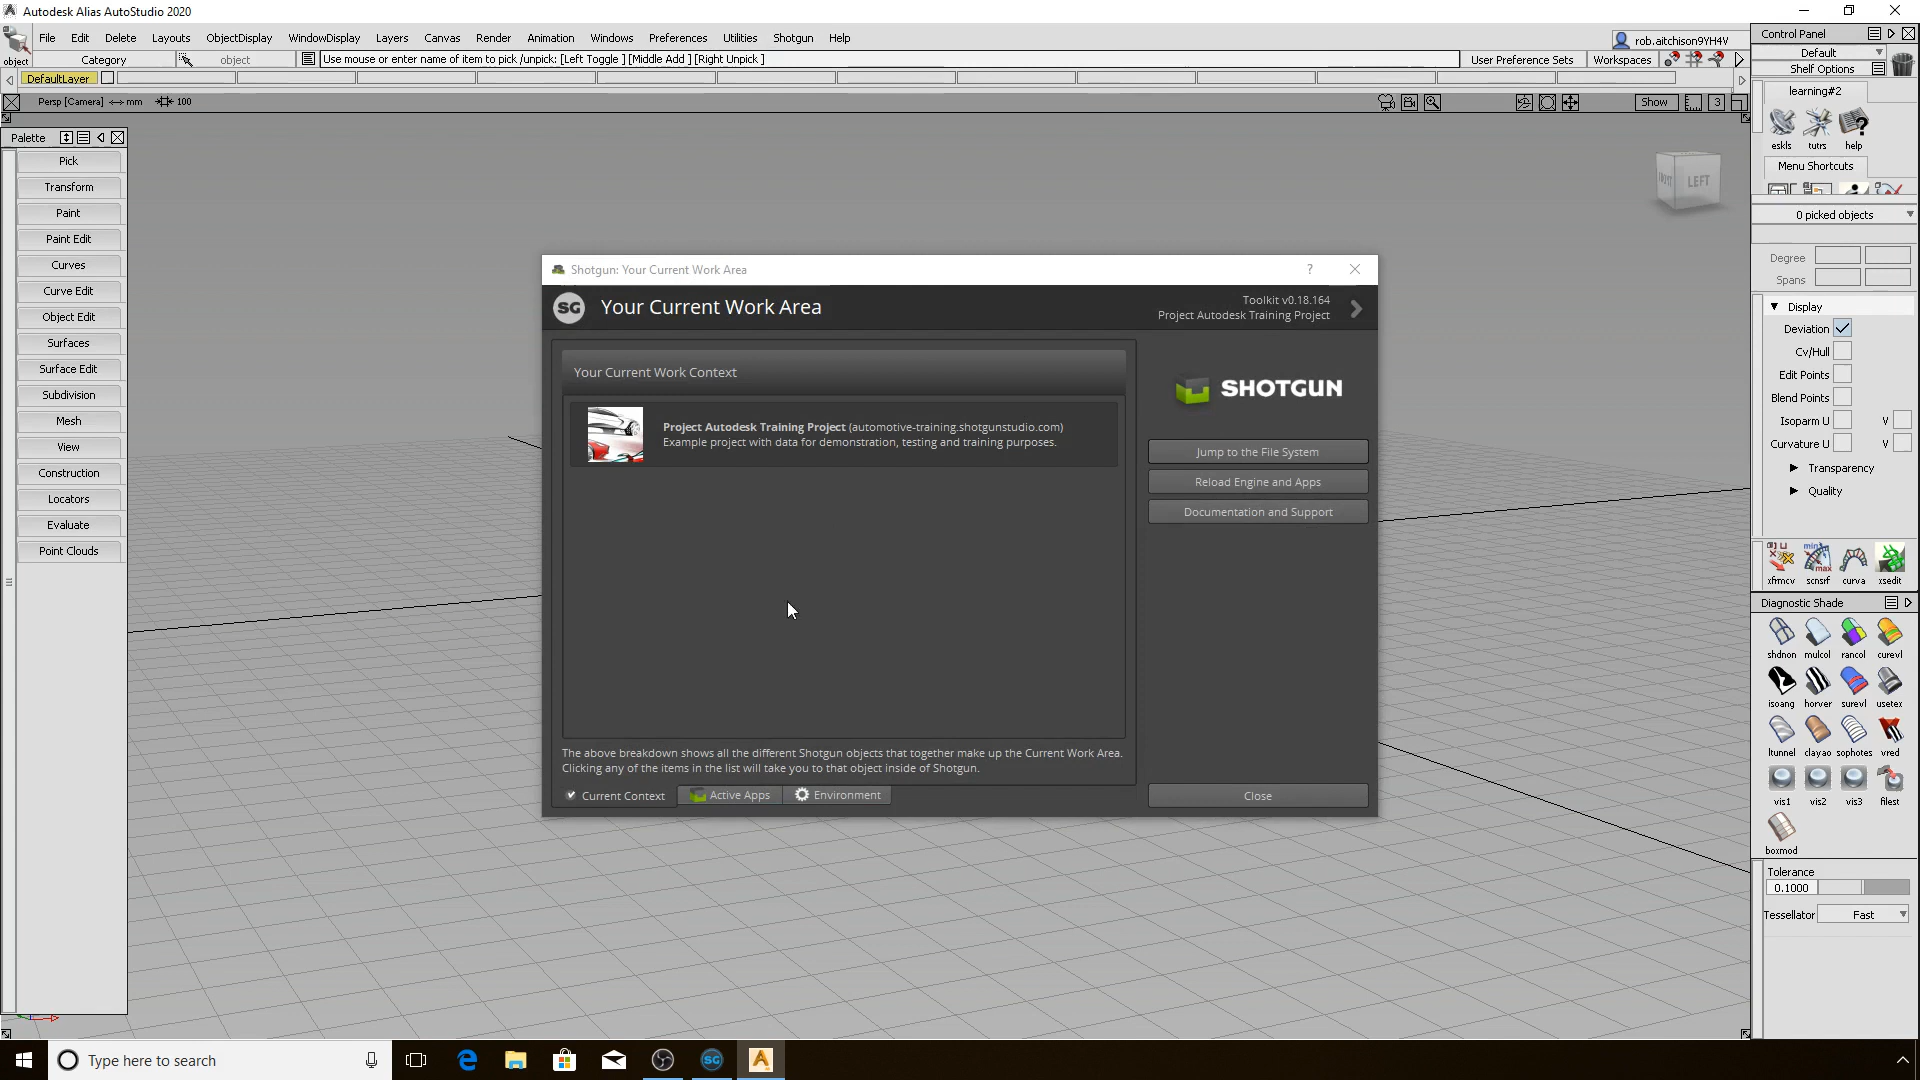 Autodesk Alias AutoStudio 2020
File Edit Delete Layouts ObjectDisplay WindowDisplay Layers Canvas Render Animation Windows Preferences Utilities Shotgun Help
rob.aitchison9YH4V
object
Category
object
Use mouse or enter name of item to pick /unpick: [Left Toggle ] [Middle Add ] [Right Unpick ]
User Preference Sets
Workspaces
DefaultLayer
Persp [Camera] mm 100
Show
3
Palette
Pick
Transform
Paint
Paint Edit
Curves
Curve Edit
Object Edit
Surfaces
Surface Edit
Subdivision
Mesh
View
Construction
Locators
Evaluate
Point Clouds
LEFT
Shotgun: Your Current Work Area
?
SG
Your Current Work Area
Toolkit v0.18.164
Project Autodesk Training Project
Your Current Work Context
Project Autodesk Training Project (automotive-training.shotgunstudio.com)
Example project with data for demonstration, testing and training purposes.
SHOTGUN
Jump to the File System
Reload Engine and Apps
Documentation and Support
The above breakdown shows all the different Shotgun objects that together make up the Current Work Area.
Clicking any of the items in the list will take you to that object inside of Shotgun.
Current Context
Active Apps
Environment
Close
Control Panel
Default
Shelf Options
learning#2
eskls tutrs help
Menu Shortcuts
0 picked objects
Degree
Spans
Display
Deviation
Cv/Hull
Edit Points
Blend Points
Isoparm U V
Curvature U V
Transparency
Quality
min
max
xfrmcv scnsrf curva xsedit
Diagnostic Shade
shdnon mulcol rancol curevl
isoang horver surevl usetex
ltunnel clayao sophotes vred
vis1 vis2 vis3 filest
boxmod
Tolerance
0.1000
Tessellator Fast
Type here to search
SG